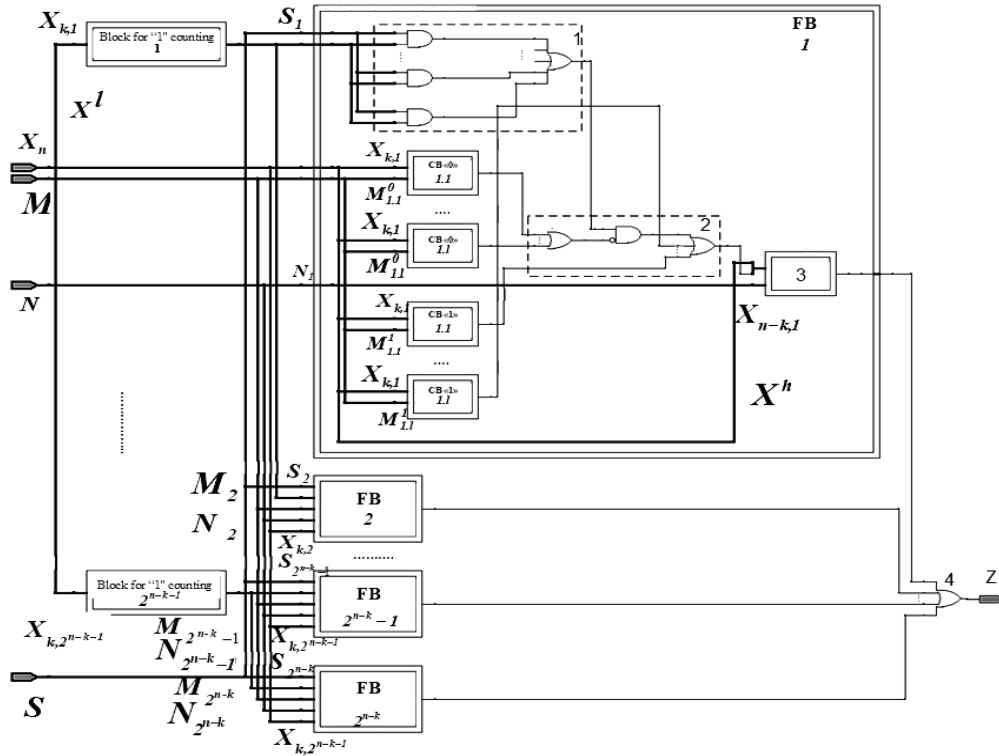 X_{k,1}
Block for "1" counting
1
S_1
FB
1
1
X^l
X_n
M
X_{k,1}
CB«0»
1.1
M^0_{1.1}
....
X_{k,1}
CB«0»
1.l
M^0_{1.l}
2
N
N_1
3
X_{k,1}
CB«1»
1.1
M^1_{1.1}
....
X_{n-k,1}
X_{k,1}
CB«1»
1.l
M^1_{1.l}
X^h
S_2
M_2
FB
2
N_2
X_{k,2}
..........
S_{2^{n-k}-1}
Block for "1" counting
2^{n-k-1}
FB
2^{n-k}-1
4
Z
X_{k,2^{n-k-1}}
M_{2^{n-k}-1}
X_{k,2^{n-k-1}}
N_{2^{n-k}-1}
S_{2^{n-k}}
S
M_{2^{n-k}}
FB
2^{n-k}
N_{2^{n-k}}
X_{k,2^{n-k-1}}